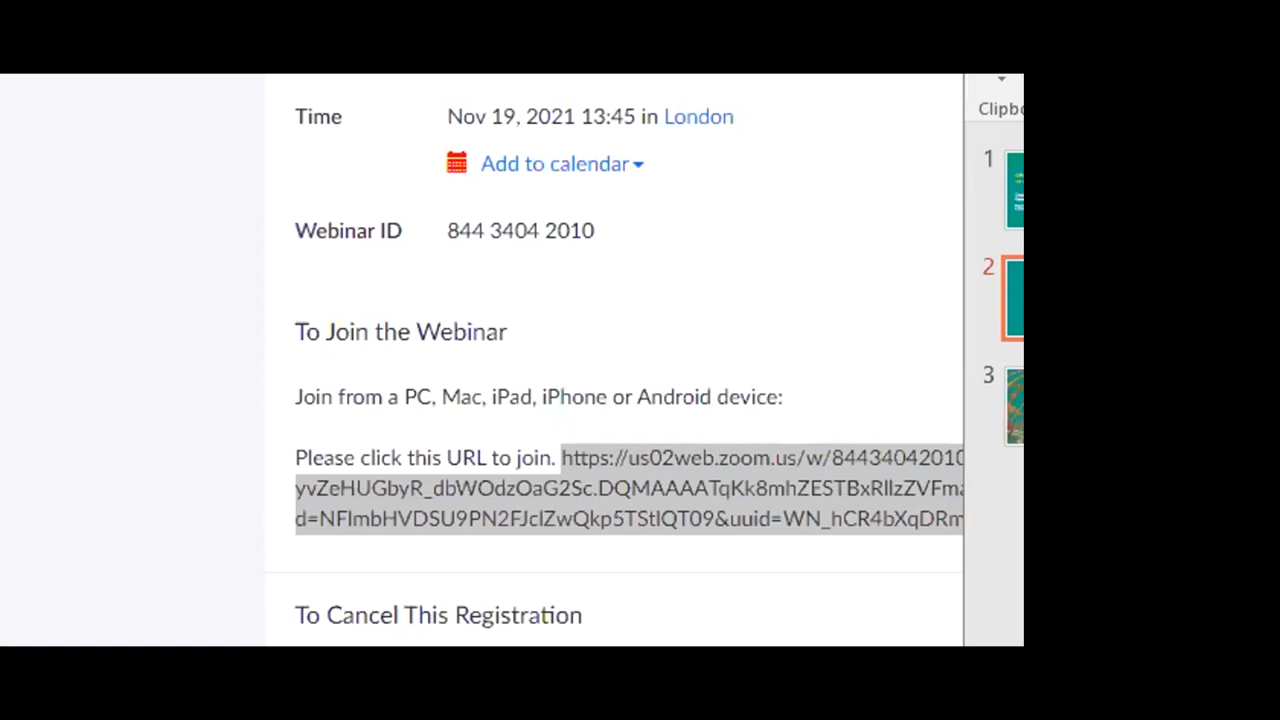 Time Nov 19, 2021 13:45 in London
Clipbo
Add to calendar
1
Webinar ID 844 3404 2010
2
To Join the Webinar
3
Join from a PC, Mac, iPad, iPhone or Android device:
Please click this URL to join. https://us02web.zoom.us/w/84434042010
yvZeHUGbyR_dbWOdzOaG2Sc.DQMAAAATqKk8mhZESTBxRllzZVFma
d=NFlmbHVDSU9PN2FJclZwQkp5TStlQT09&uuid=WN_hCR4bXqDRm
To Cancel This Registration